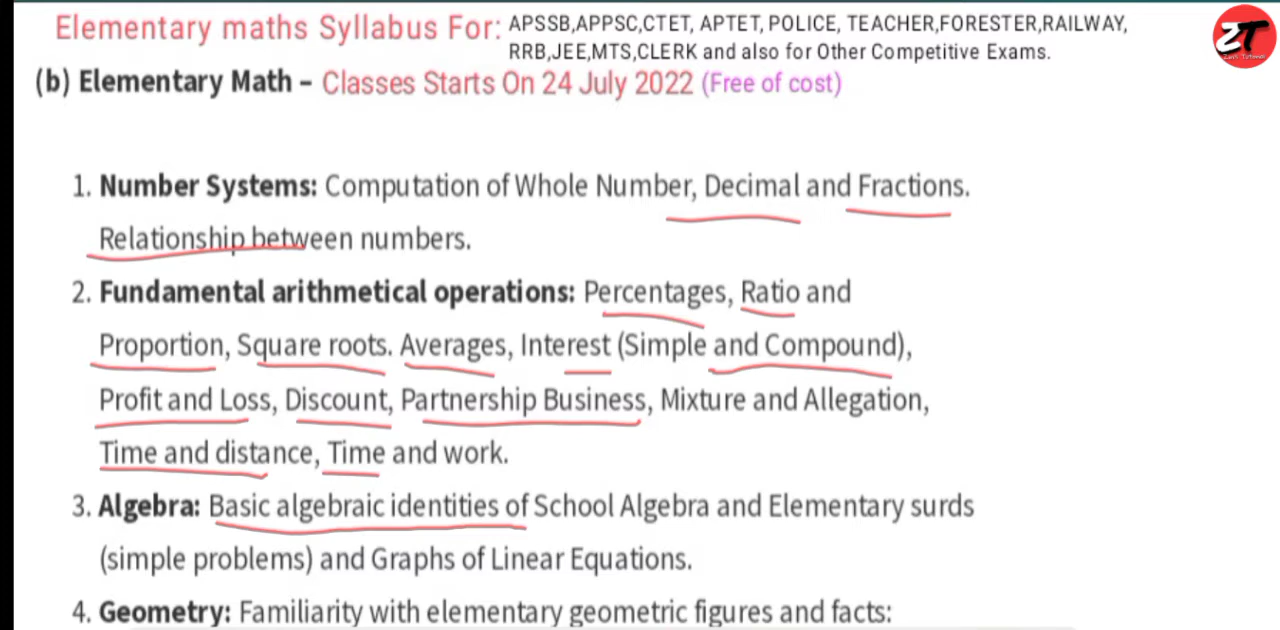 Elementary maths Syllabus For: APSSB,APPSC,CTET, APTET, POLICE, TEACHER,FORESTER,RAILWAY,
RRB,JEE,MTS,CLERK and also for Other Competitive Exams.
ZT
(b) Elementary Math – Classes Starts On 24 July 2022 (Free of cost)
1. Number Systems: Computation of Whole Number, Decimal and Fractions.
Relationship between numbers.
2. Fundamental arithmetical operations: Percentages, Ratio and
Proportion, Square roots. Averages, Interest (Simple and Compound),
Profit and Loss, Discount, Partnership Business, Mixture and Allegation,
Time and distance, Time and work.
3. Algebra: Basic algebraic identities of School Algebra and Elementary surds
(simple problems) and Graphs of Linear Equations.
4. Geometry: Familiarity with elementary geometric figures and facts: